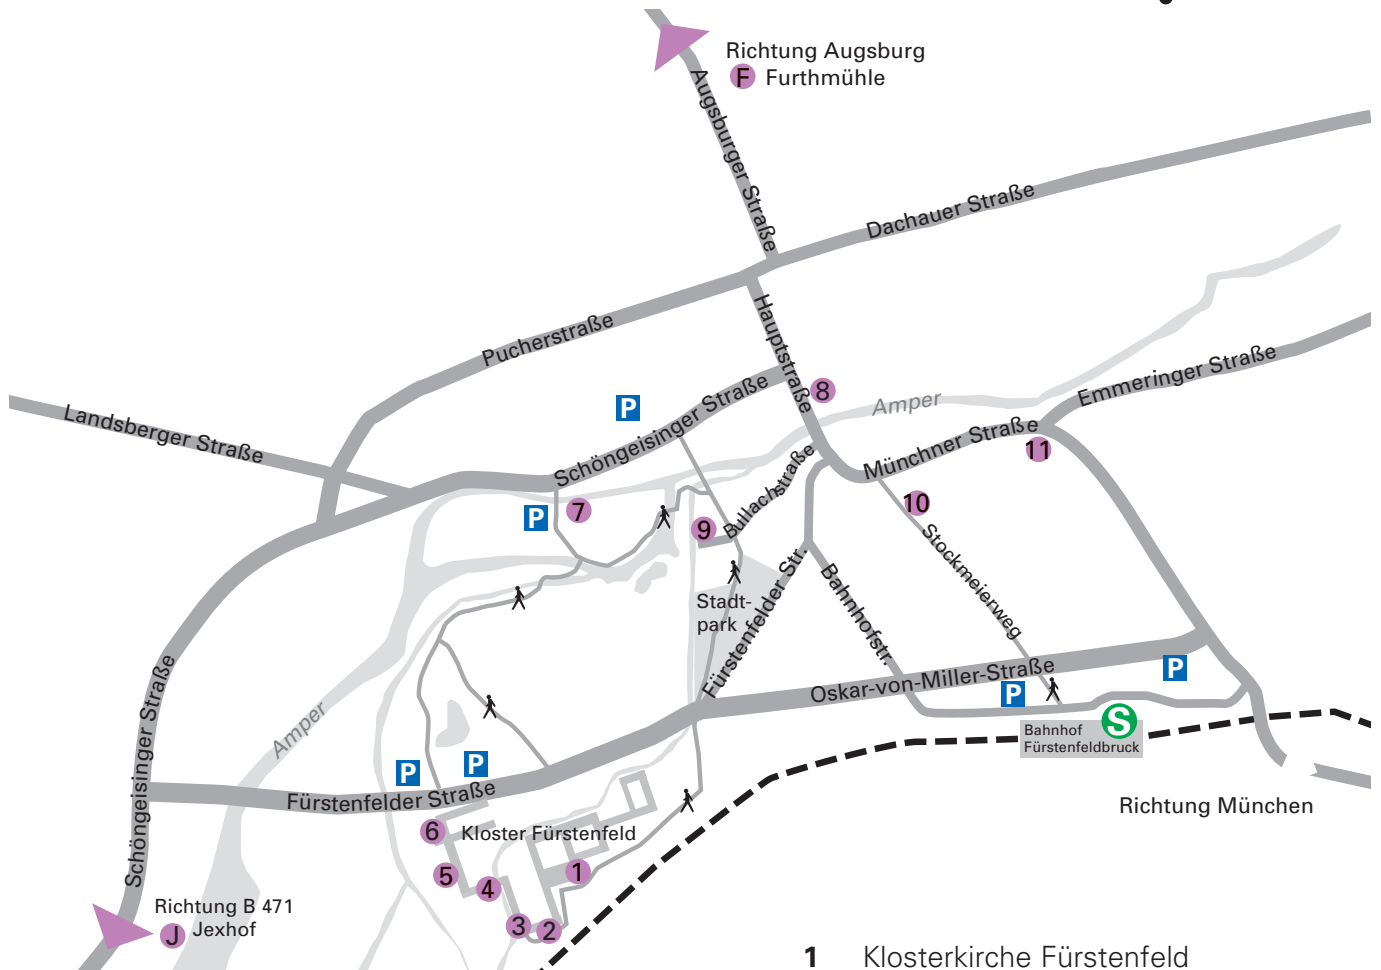 Richtung Augsburg
F Furthmühle
Augsburger Straße
Dachauer Straße
Hauptstraße
Pucherstraße
Landsberger Straße
P
Schöngeisinger Straße
8
Amper
Emmeringer Straße
Münchner Straße
11
P
7
9
Bullachstraße
10
Stockmeierweg
Stadt-
park
Fürstenfelder Str.
Bahnhofstr.
Oskar-von-Miller-Straße
P
P
S
Bahnhof
Fürstenfeldbruck
Amper
Schöngeisinger Straße
P
P
Fürstenfelder Straße
Richtung München
6 Kloster Fürstenfeld
5
4
1
3
2
Richtung B 471
J Jexhof
1 Klosterkirche Fürstenfeld